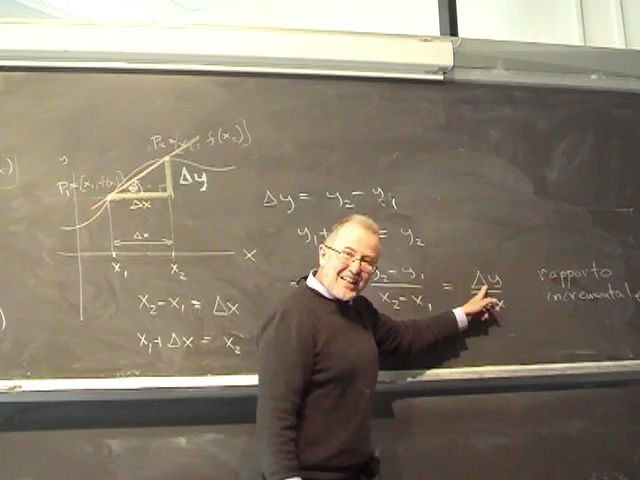 P₂=[x₂, f(x₂)]
y
P₁=[x₁, f(x₁)]
Δy
Δx
Δx
x
x₁ x₂
x₂-x₁ = Δx
x₁+Δx = x₂
Δy = y₂-y₁
y₁+ = y₂
y₂-y₁ / x₂-x₁ = Δy / x
rapporto
incrementale